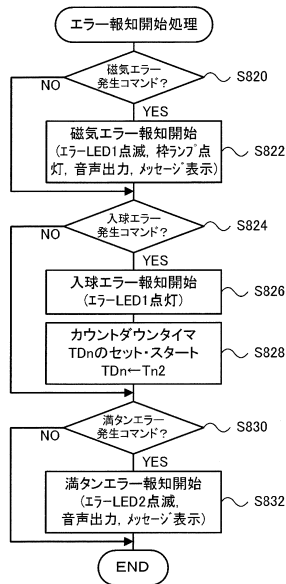 エラー報知開始処理
磁気エラー
発生コマンド?
S820
NO
YES
磁気エラー報知開始
(エラーLED1点滅, 枠ランプ点
灯, 音声出力, メッセージ表示)
S822
入球エラー
発生コマンド?
S824
NO
YES
入球エラー報知開始
(エラーLED1点灯)
S826
カウントダウンタイマ
TDnのセット・スタート
TDn←Tn2
S828
満タンエラー
発生コマンド?
S830
NO
YES
満タンエラー報知開始
(エラーLED2点滅,
音声出力, メッセージ表示)
S832
END